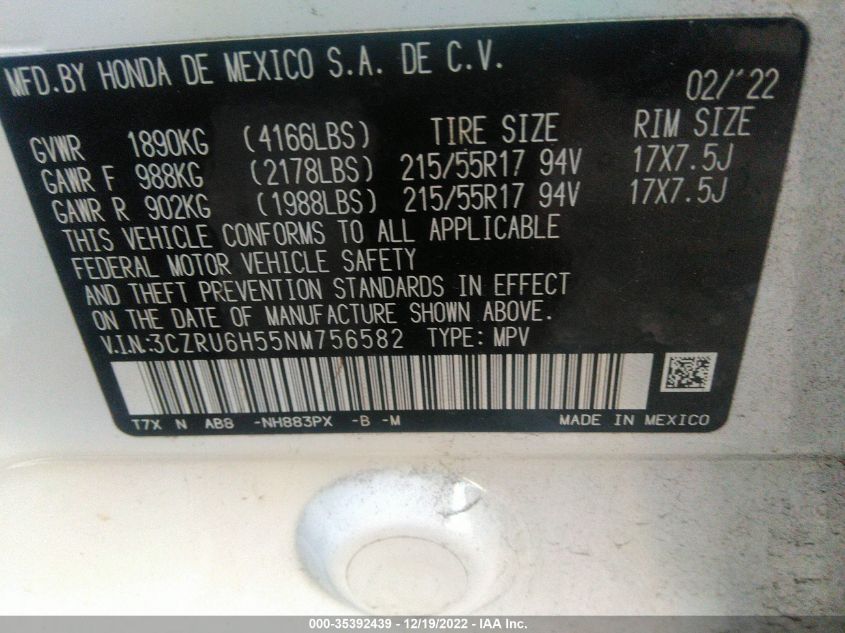 MFD.BY HONDA DE MEXICO S.A. DE C.V. 02/'22
GVWR 1890KG (4166LBS) TIRE SIZE RIM SIZE
GAWR F 988KG (2178LBS) 215/55R17 94V 17X7.5J
GAWR R 902KG (1988LBS) 215/55R17 94V 17X7.5J
THIS VEHICLE CONFORMS TO ALL APPLICABLE
FEDERAL MOTOR VEHICLE SAFETY
AND THEFT PREVENTION STANDARDS IN EFFECT
ON THE DATE OF MANUFACTURE SHOWN ABOVE.
V.I.N.:3CZRU6H55NM756582 TYPE: MPV
T7X N AB8 -NH883PX -B -M MADE IN MEXICO
000-35392439 - 12/19/2022 - IAA Inc.